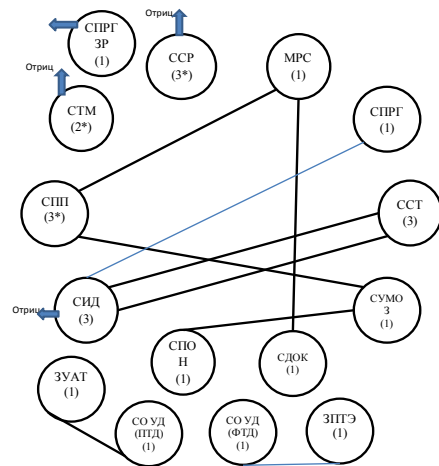 СПРГ
ЗР
(1)
Отриц
ССР
(3*)
МРС
(1)
Отриц
СТМ
(2*)
СПРГ
(1)
СПП
(3*)
ССТ
(3)
Отриц
СИД
(3)
СУМО
З
(1)
СПО
Н
(1)
СДОК
(1)
ЗУАТ
(1)
СО УД
(ПТД)
(1)
СО УД
(ФТД)
(1)
ЗПТЭ
(1)